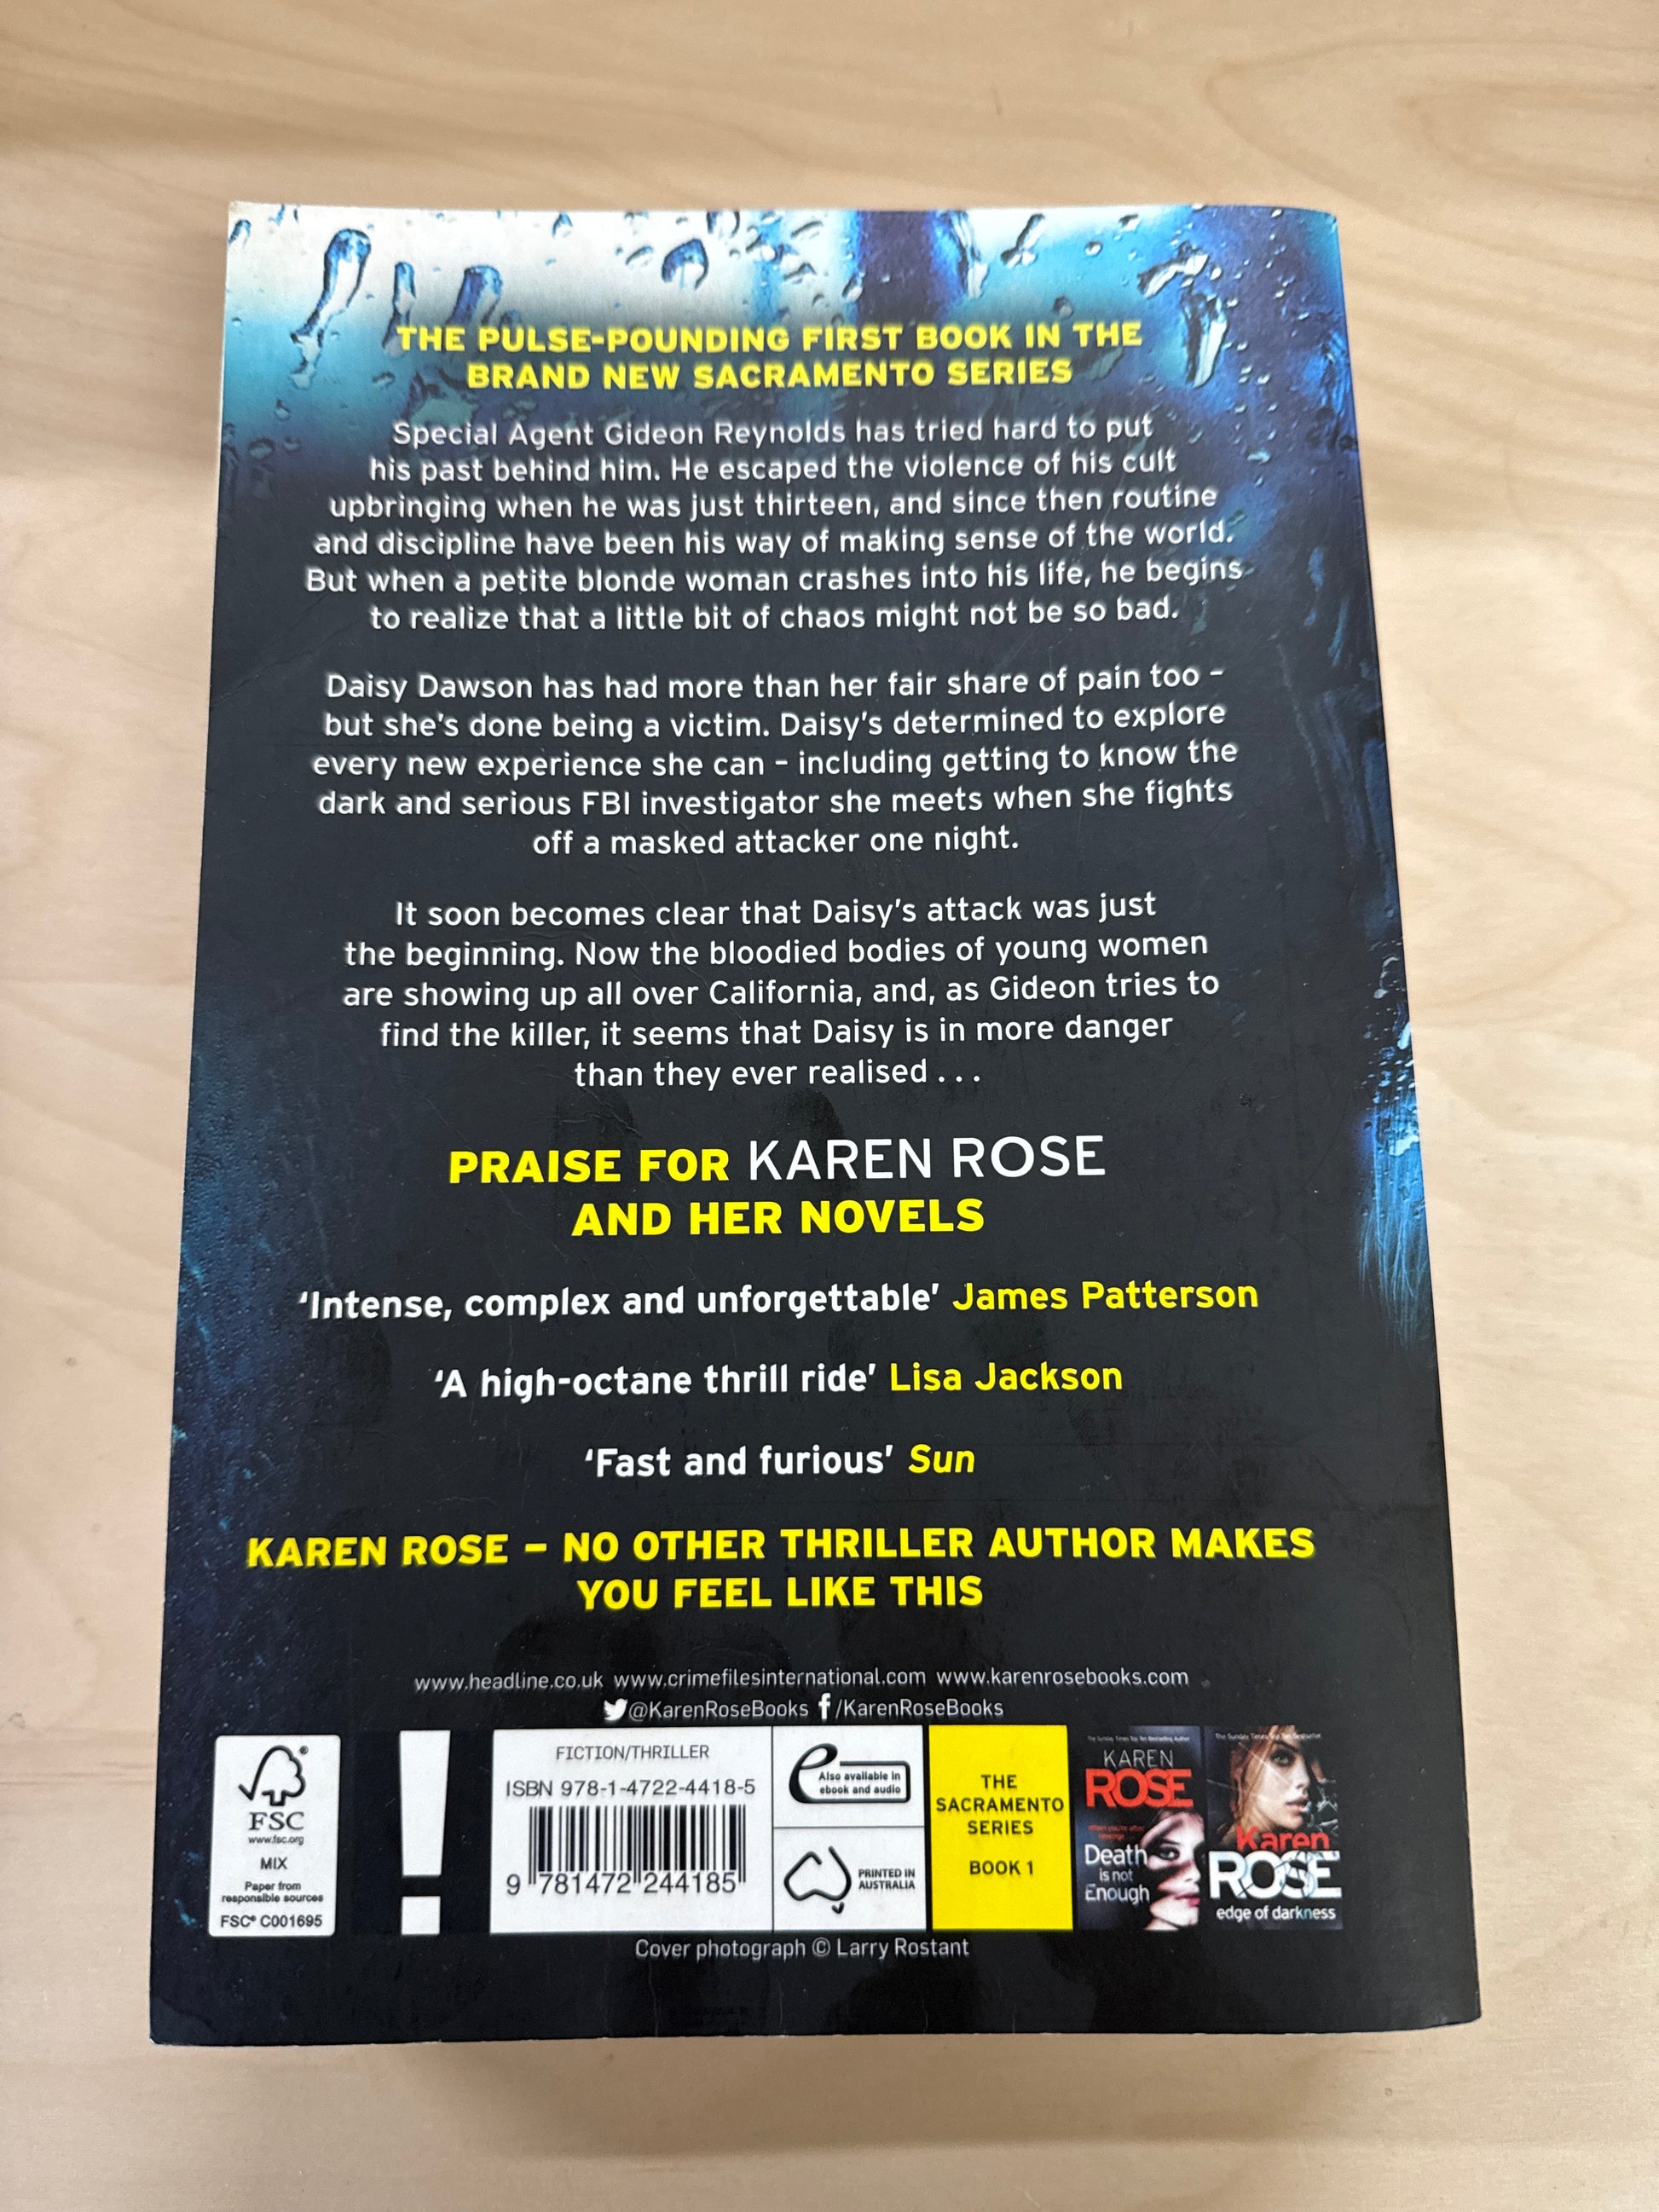 THE PULSE-POUNDING FIRST BOOK IN THE
BRAND NEW SACRAMENTO SERIES
Special Agent Gideon Reynolds has tried hard to put
his past behind him. He escaped the violence of his cult
upbringing when he was just thirteen, and since then routine
and discipline have been his way of making sense of the world.
But when a petite blonde woman crashes into his life, he begins
to realize that a little bit of chaos might not be so bad.
Daisy Dawson has had more than her fair share of pain too –
but she's done being a victim. Daisy's determined to explore
every new experience she can – including getting to know the
dark and serious FBI investigator she meets when she fights
off a masked attacker one night.
It soon becomes clear that Daisy's attack was just
the beginning. Now the bloodied bodies of young women
are showing up all over California, and, as Gideon tries to
find the killer, it seems that Daisy is in more danger
than they ever realised . . .
PRAISE FOR KAREN ROSE
AND HER NOVELS
'Intense, complex and unforgettable' James Patterson
'A high-octane thrill ride' Lisa Jackson
'Fast and furious' Sun
KAREN ROSE – NO OTHER THRILLER AUTHOR MAKES
YOU FEEL LIKE THIS
www.headline.co.uk www.crimefilesinternational.com www.karenrosebooks.com
@KarenRoseBooks f /KarenRoseBooks
FSC
www.fsc.org
MIX
Paper from
responsible sources
FSC® C001695
!
FICTION/THRILLER
ISBN 978-1-4722-4418-5
9 781472 244185
Also available in
ebook and audio
PRINTED IN
AUSTRALIA
THE
SACRAMENTO
SERIES
BOOK 1
KAREN
ROSE
Death
is not
Enough
Karen
ROSE
edge of darkness
Cover photograph © Larry Rostant